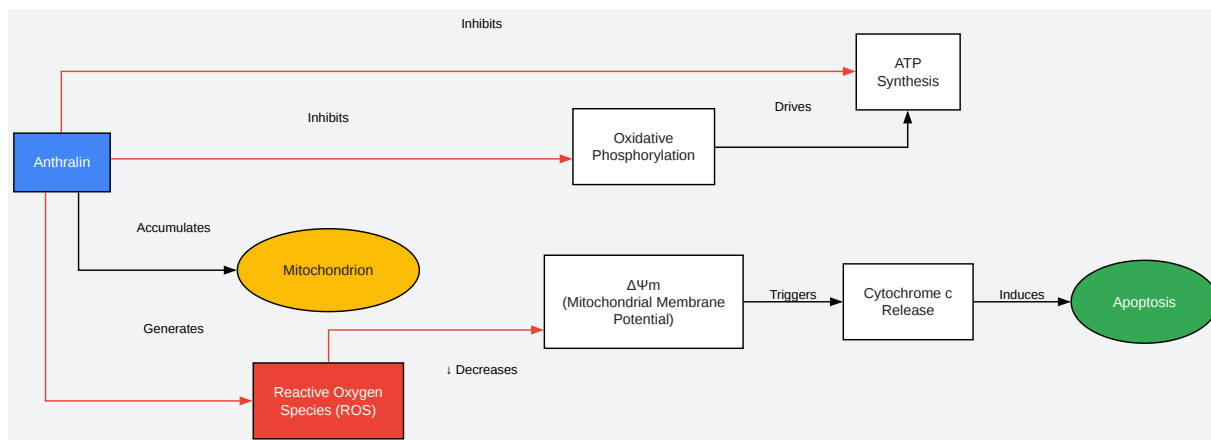 Inhibits
ATP
Synthesis
Inhibits
Drives
Oxidative
Phosphorylation
Anthralin
Accumulates
Mitochondrion
ΔΨm
(Mitochondrial Membrane
Potential)
Triggers
Cytochrome c
Release
Induces
Apoptosis
Generates
↓ Decreases
Reactive Oxygen
Species (ROS)